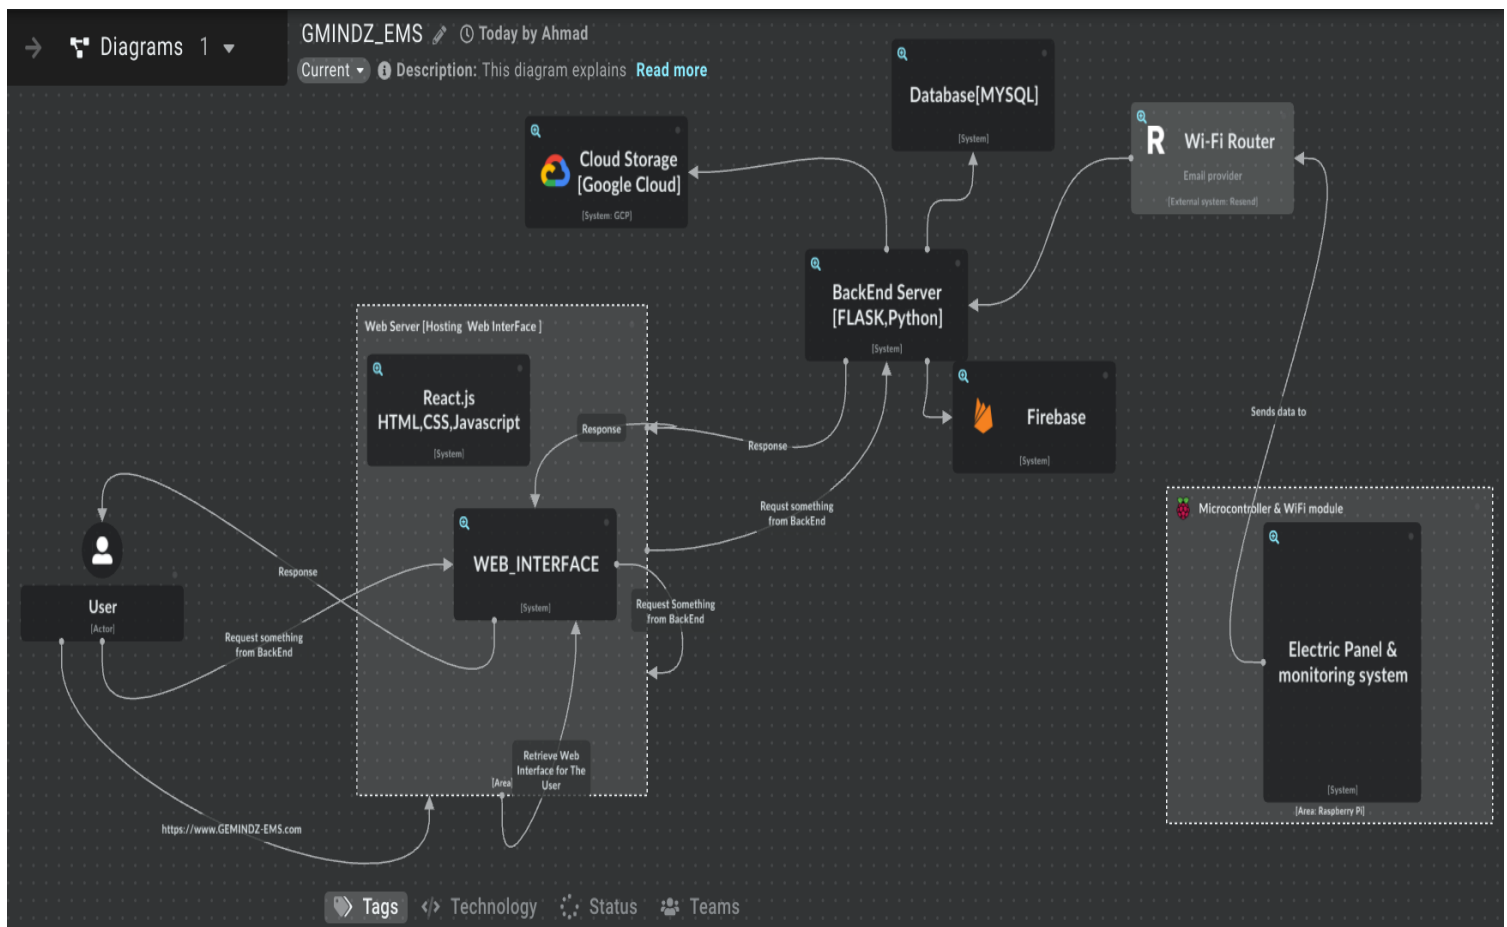 Diagrams 1
GMINDZ_EMS
Today by Ahmad
Current
Description: This diagram explains Read more
Database[MYSQL]
[System]
Cloud Storage
[Google Cloud]
[System: GCP]
R Wi-Fi Router
Email provider
[External system: Resend]
BackEnd Server
[FLASK,Python]
[System]
Firebase
[System]
Web Server [Hosting Web InterFace ]
React.js
HTML,CSS,Javascript
[System]
Response
Response
Requst something
from BackEnd
Sends data to
Microcontroller & WiFi module
Electric Panel &
monitoring system
[System]
[Area: Raspberry Pi]
WEB_INTERFACE
[System]
Request Something
from BackEnd
User
[Actor]
Response
Request something
from BackEnd
Retrieve Web
Interface for The
User
[Area]
https://www.GEMINDZ-EMS.com
Tags
Technology
Status
Teams